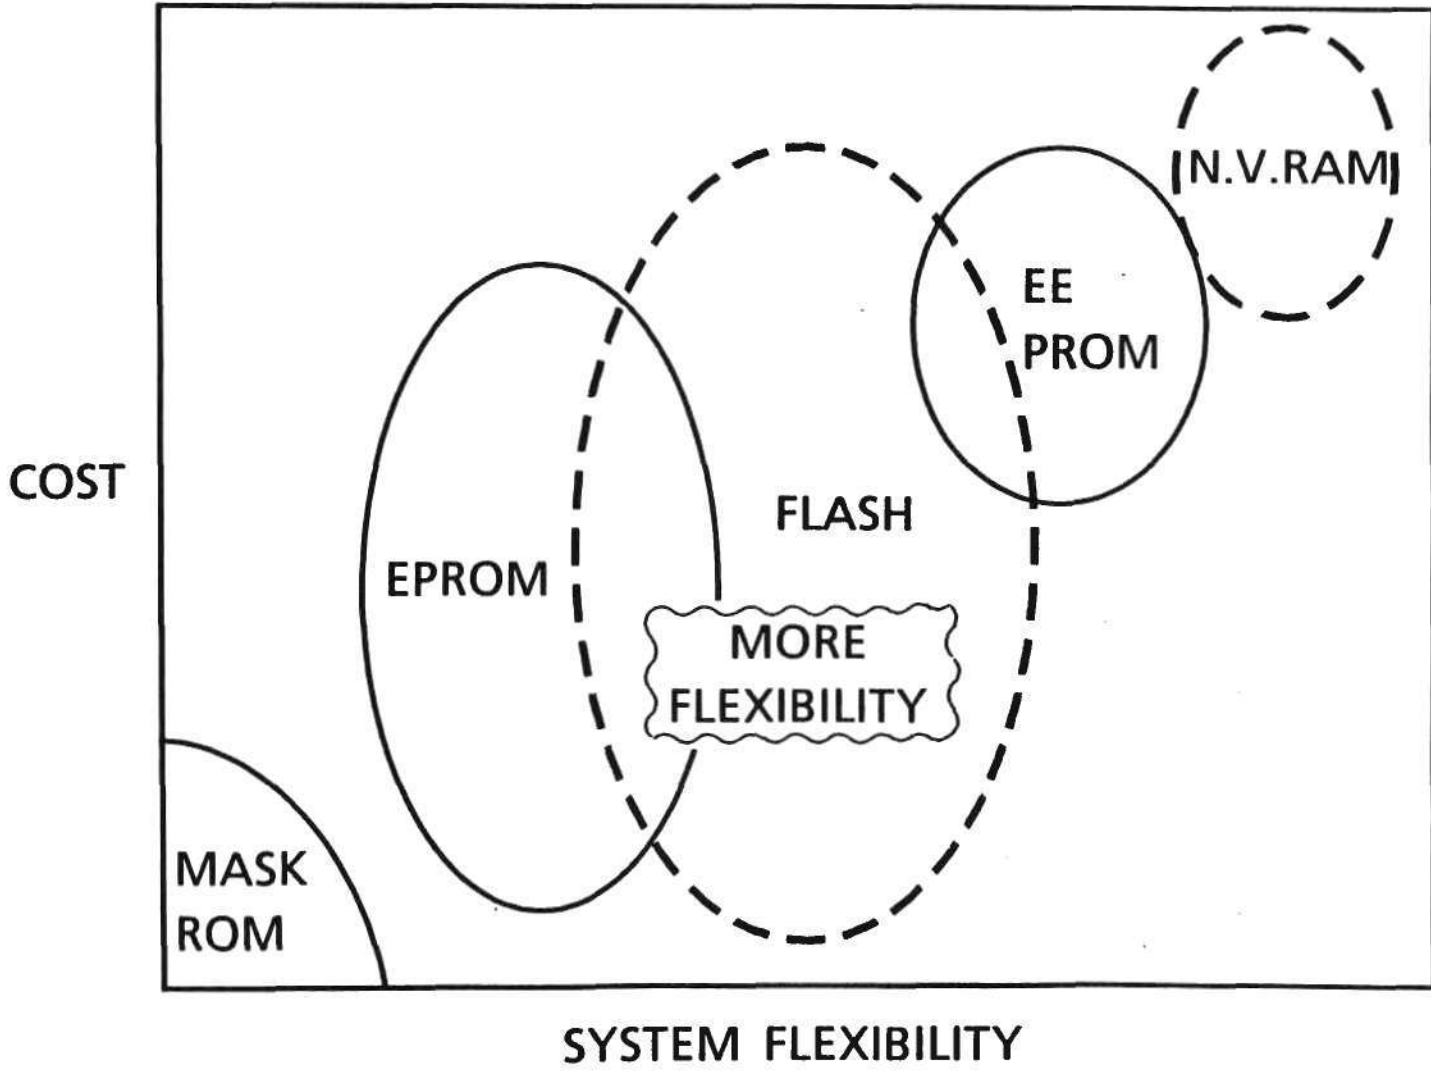 N.V.RAM
EE
PROM
COST
FLASH
EPROM
MORE
FLEXIBILITY
MASK
ROM
SYSTEM FLEXIBILITY